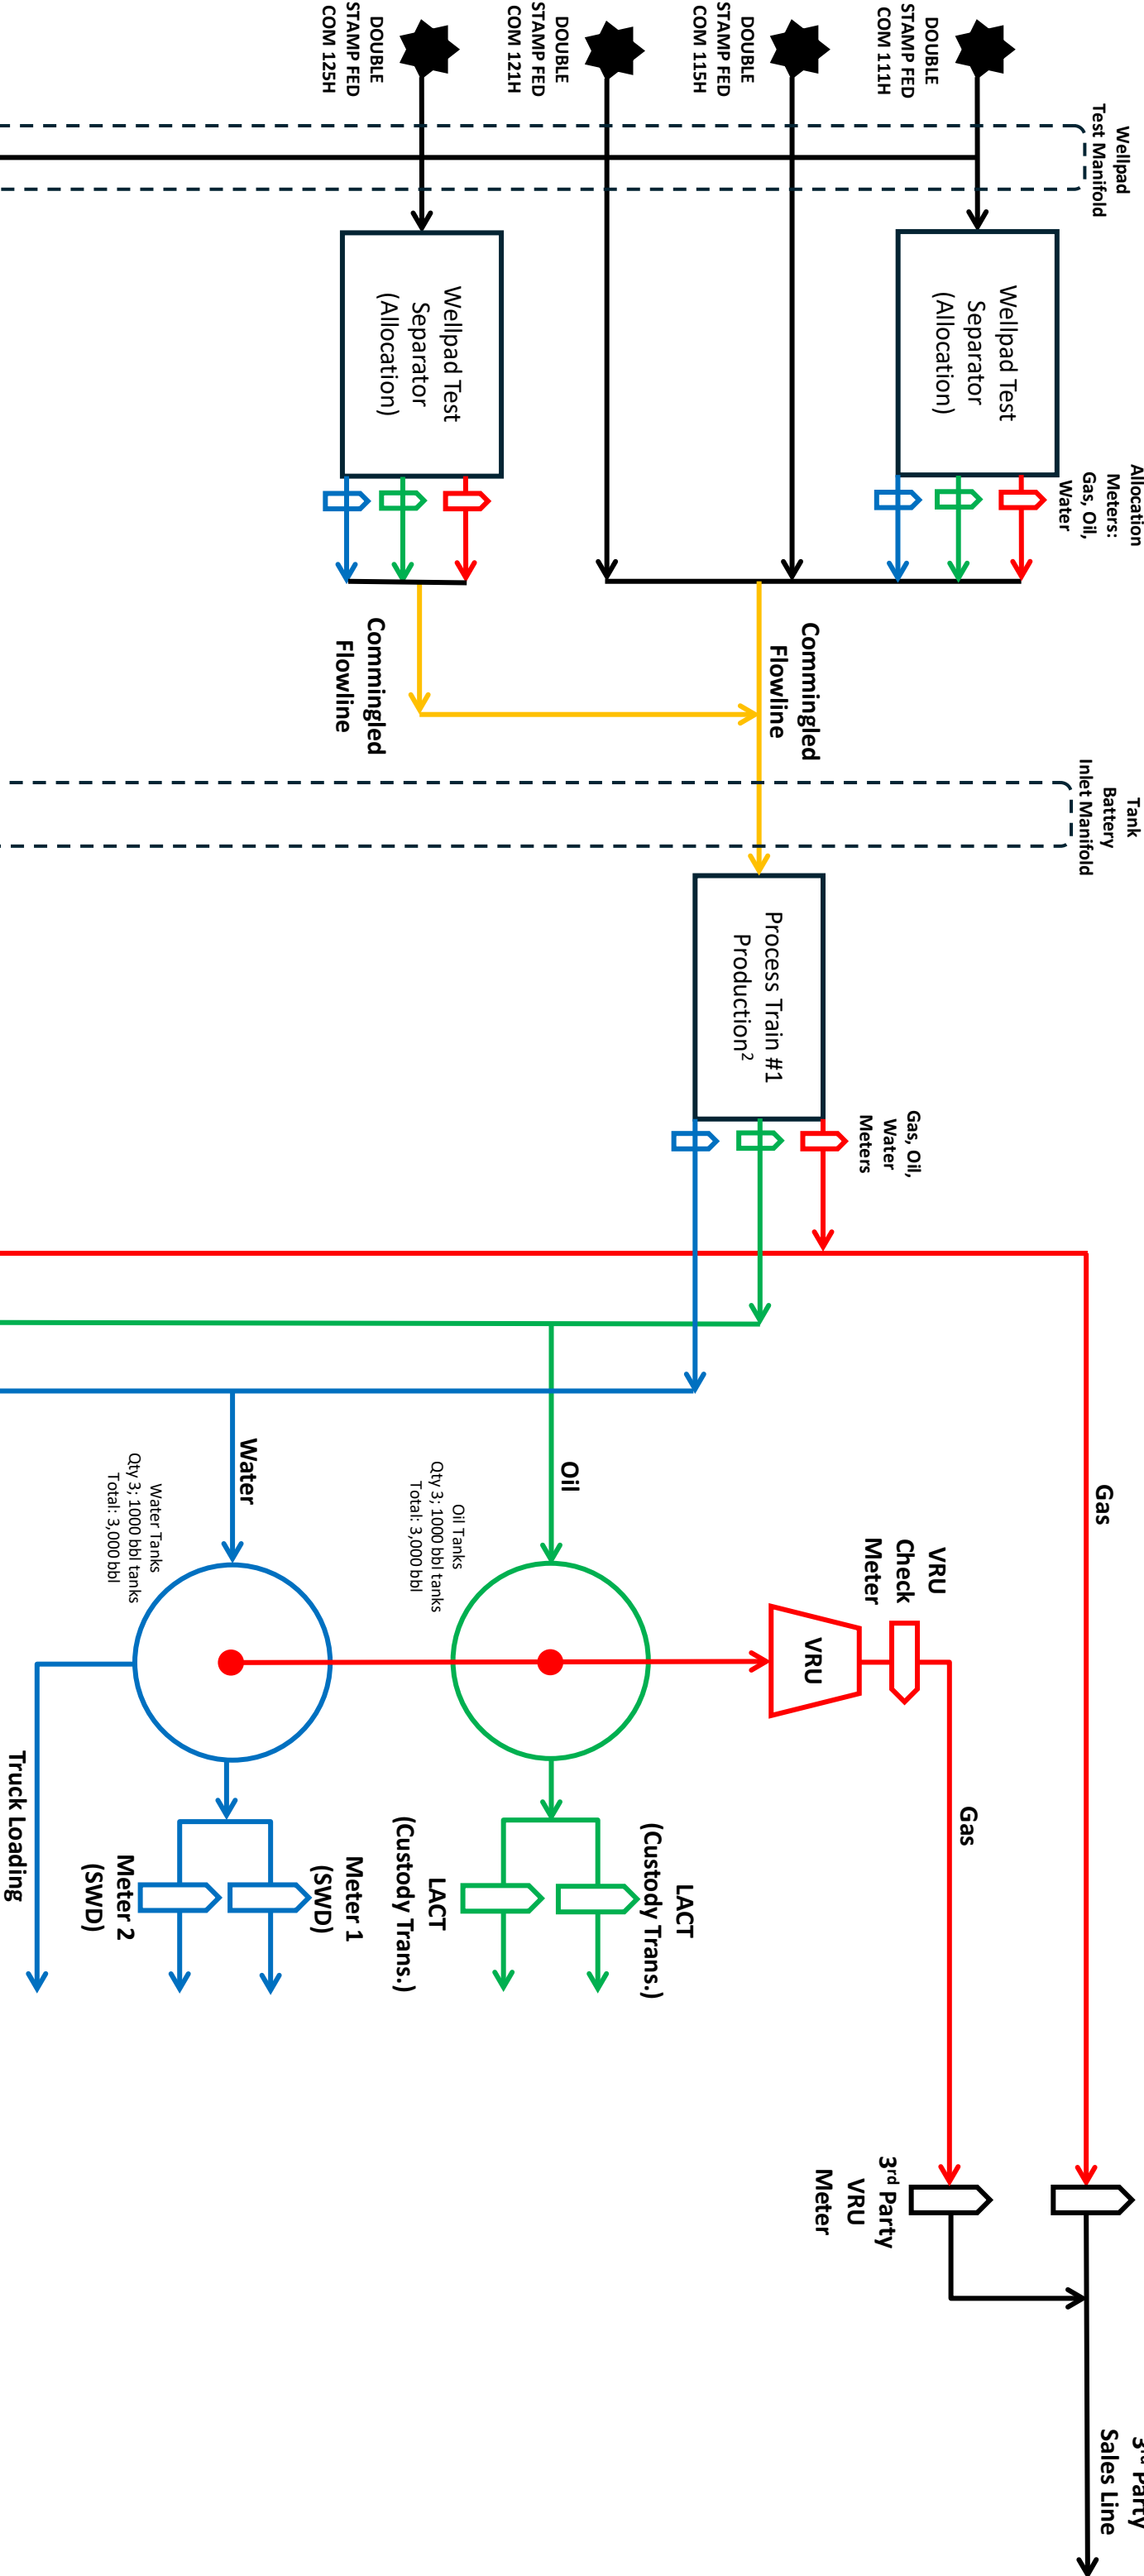 DOUBLE
STAMP FED
COM 111H
DOUBLE
STAMP FED
COM 115H
DOUBLE
STAMP FED
COM 121H
DOUBLE
STAMP FED
COM 125H
Wellpad
Test Manifold
Wellpad Test
Separator
(Allocation)
Wellpad Test
Separator
(Allocation)
Allocation
Meters:
Gas, Oil,
Water
Commingled
Flowline
Commingled
Flowline
Tank
Battery
Inlet Manifold
Process Train #1
Production²
Gas, Oil,
Water
Meters
Gas
Oil
Water
Oil Tanks
Qty 3; 1000 bbl tanks
Total: 3,000 bbl
Water Tanks
Qty 3; 1000 bbl tanks
Total: 3,000 bbl
VRU
Check
Meter
VRU
Gas
LACT
(Custody Trans.)
LACT
(Custody Trans.)
Meter 1
(SWD)
Meter 2
(SWD)
Truck Loading
3rd Party
VRU
Meter
3rd Party
Sales Line